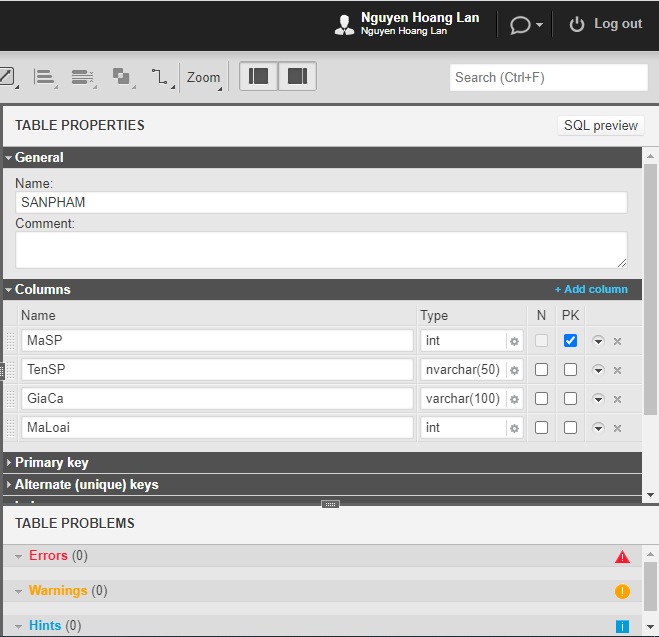 Nguyen Hoang Lan
Nguyen Hoang Lan
Log out
Zoom
Search (Ctrl+F)
TABLE PROPERTIES
SQL preview
General
Name:
SANPHAM
Comment:
Columns
+ Add column
Name Type N PK
MaSP int
TenSP nvarchar(50)
GiaCa varchar(100)
MaLoai int
Primary key
Alternate (unique) keys
TABLE PROBLEMS
Errors (0)
Warnings (0)
Hints (0)